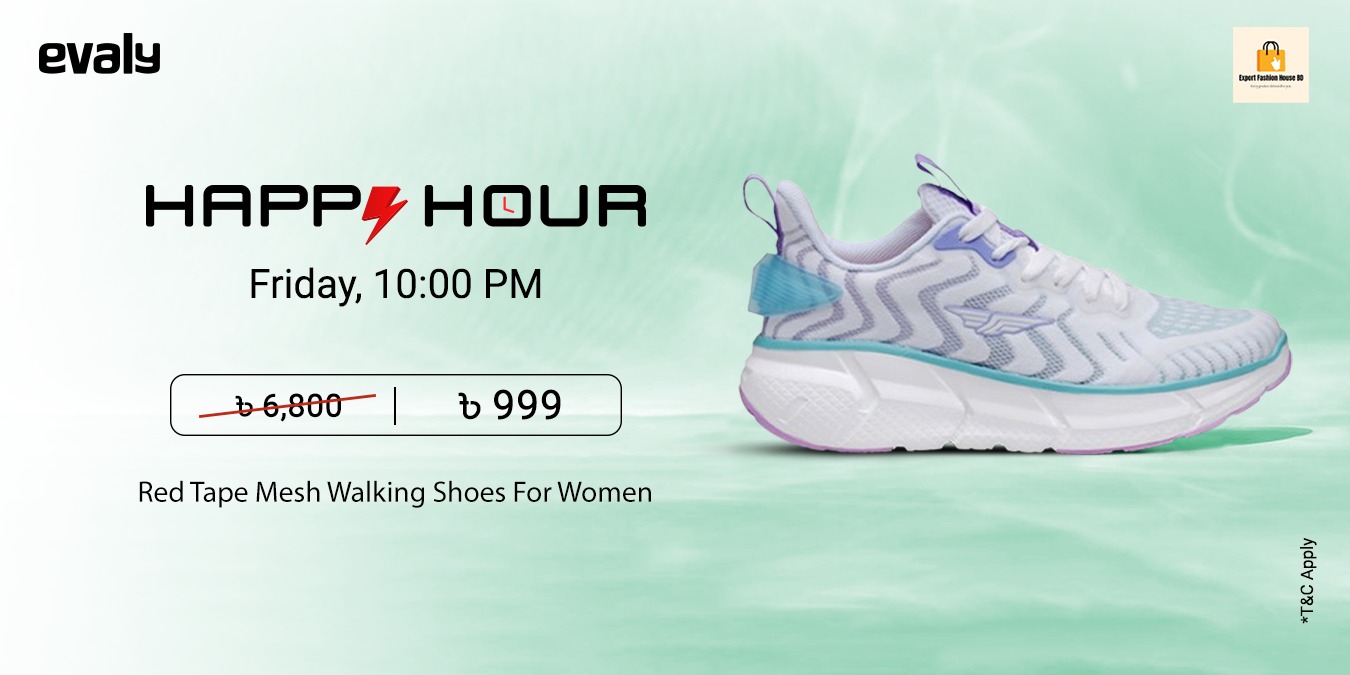 evaly
Export Fashion House BD
HAPPY HOUR
Friday, 10:00 PM
৳ 6,800 | ৳ 999
Red Tape Mesh Walking Shoes For Women
*T&C Apply